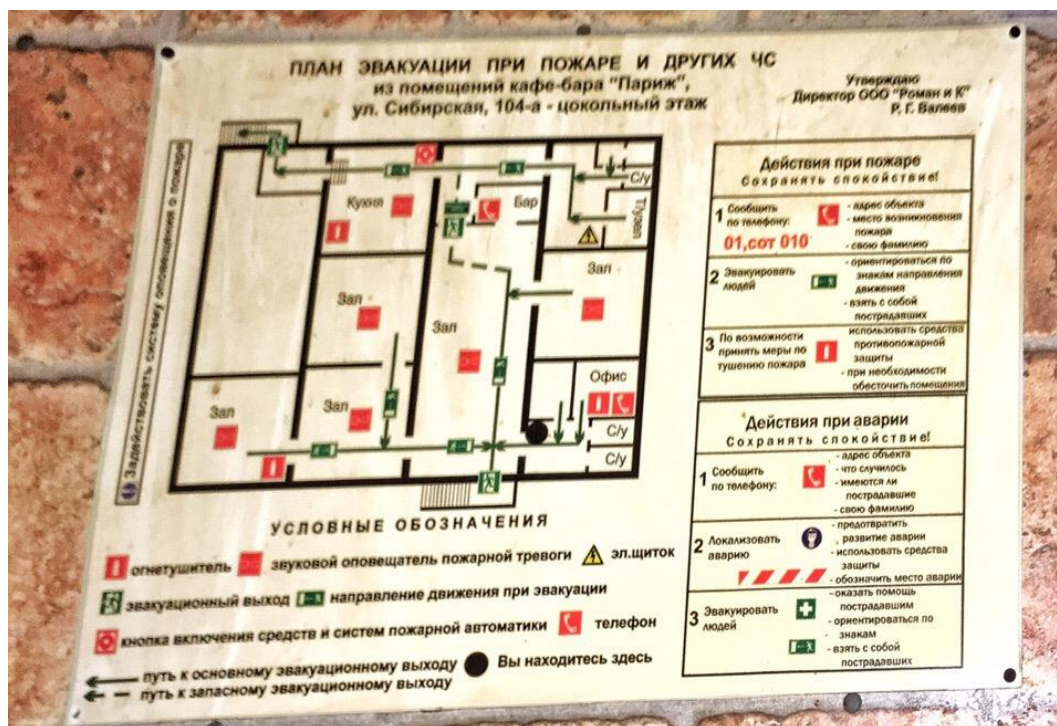 ПЛАН ЭВАКУАЦИИ ПРИ ПОЖАРЕ И ДРУГИХ ЧС
из помещений кафе-бара "Париж",
ул. Сибирская, 104-а - цокольный этаж
Утверждаю
Директор ООО "Роман и К"
Р. Г. Валеев
Задействовать систему оповещения о пожаре
С/у
Кухня
Бар
Тузел
Зал
Зал
Зал
Зал
Зал
Офис
С/у
С/у
УСЛОВНЫЕ ОБОЗНАЧЕНИЯ
огнетушитель
звуковой оповещатель пожарной тревоги
эл.щиток
эвакуационный выход
направление движения при эвакуации
кнопка включения средств и систем пожарной автоматики
телефон
путь к основному эвакуационному выходу
Вы находитесь здесь
путь к запасному эвакуационному выходу
Действия при пожаре
Сохранять спокойствие!
1 Сообщить
по телефону:
01,сот 010
- адрес объекта
- место возникновения
пожара
- свою фамилию
2 Эвакуировать
людей
- ориентироваться по
знакам направления
движения
- взять с собой
пострадавших
3 По возможности
принять меры по
тушению пожара
использовать средства
противопожарной
защиты
- при необходимости
обесточить помещения
Действия при аварии
Сохранять спокойствие!
1 Сообщить
по телефону:
- адрес объекта
- что случилось
- имеются ли
пострадавшие
- свою фамилию
2 Локализовать
аварию
- предотвратить
развитие аварии
- использовать средства
защиты
- обозначить место аварии
3 Эвакуировать
людей
- оказать помощь
пострадавшим
- ориентироваться по
знакам
- взять с собой
пострадавших